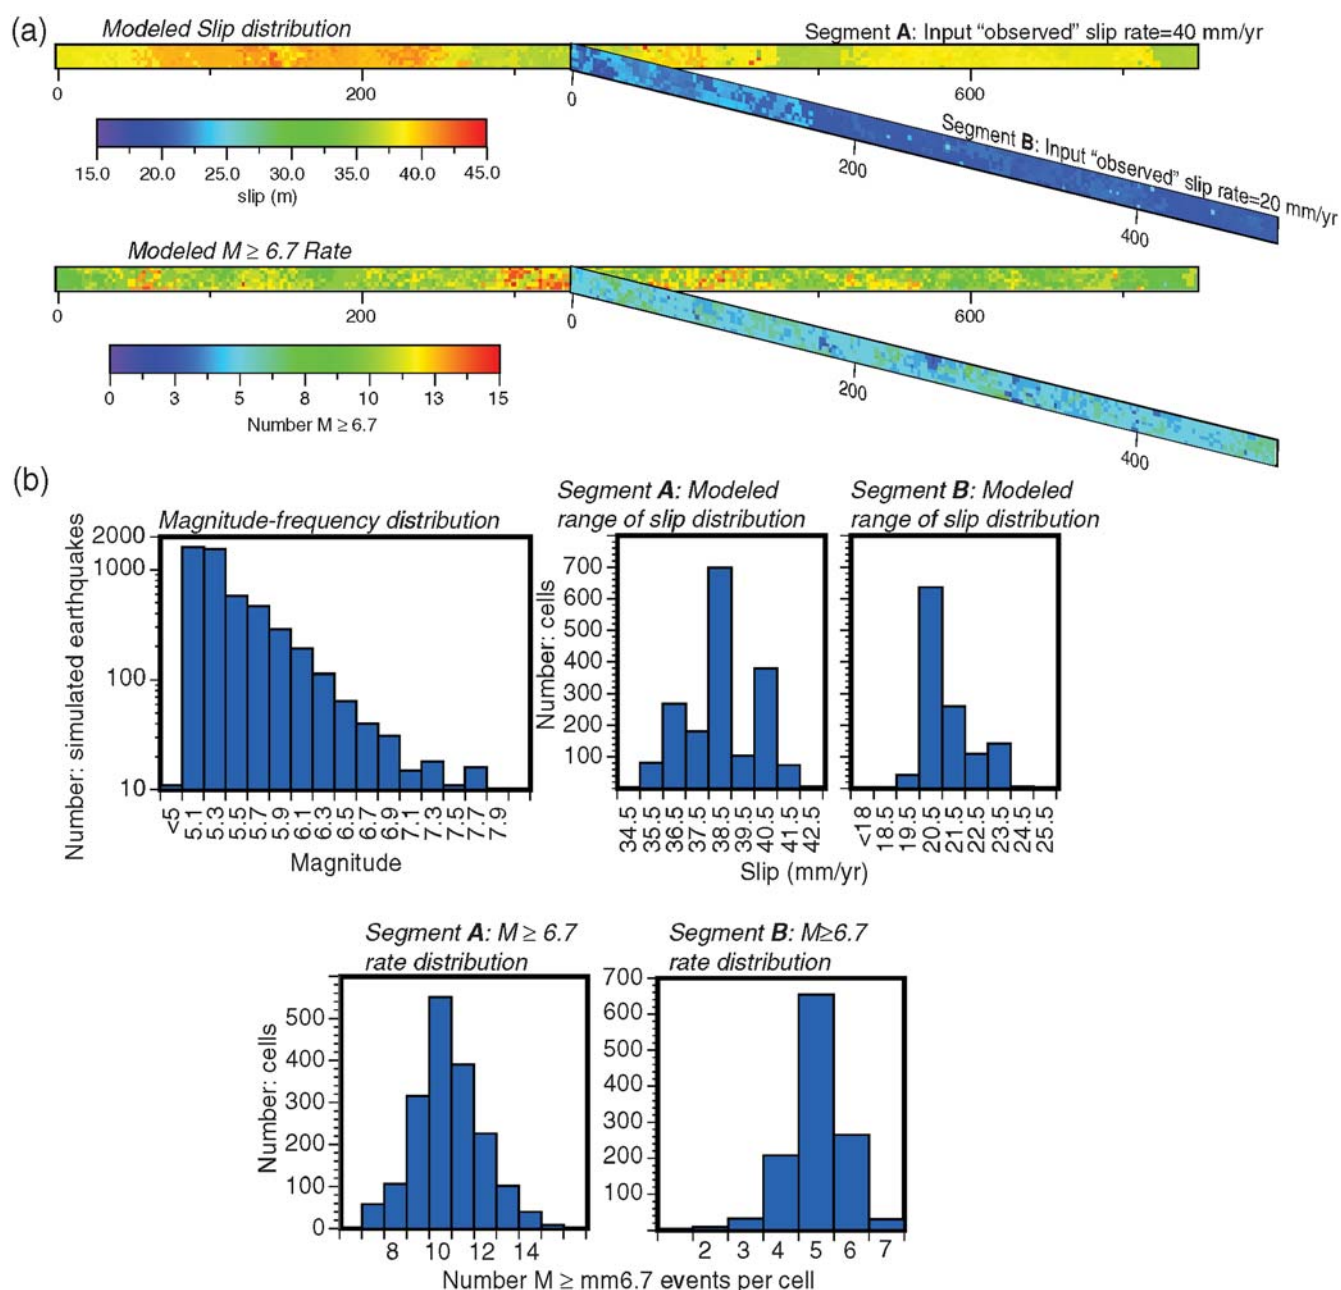 (a)
Modeled Slip distribution
Segment A: Input “observed” slip rate=40 mm/yr
0 200 0 600
15.0 20.0 25.0 30.0 35.0 40.0 45.0
slip (m)
Segment B: Input “observed” slip rate=20 mm/yr
200
400
Modeled M ≥ 6.7 Rate
0 200 0 600
0 3 5 8 10 13 15
Number M ≥ 6.7
200
400
(b)
Magnitude-frequency distribution
Number: simulated earthquakes
2000
1000
100
10
<5 5.1 5.3 5.5 5.7 5.9 6.1 6.3 6.5 6.7 6.9 7.1 7.3 7.5 7.7 7.9
Magnitude
Segment A: Modeled
range of slip distribution
Number: cells
700
600
500
400
300
200
100
34.5 35.5 36.5 37.5 38.5 39.5 40.5 41.5 42.5
Segment B: Modeled
range of slip distribution
<18 18.5 19.5 20.5 21.5 22.5 23.5 24.5 25.5
Slip (mm/yr)
Segment A: M ≥ 6.7
rate distribution
Number: cells
500
400
300
200
100
0
8 10 12 14
Segment B: M≥6.7
rate distribution
700
600
500
400
300
200
100
2 3 4 5 6 7
Number M ≥ mm6.7 events per cell